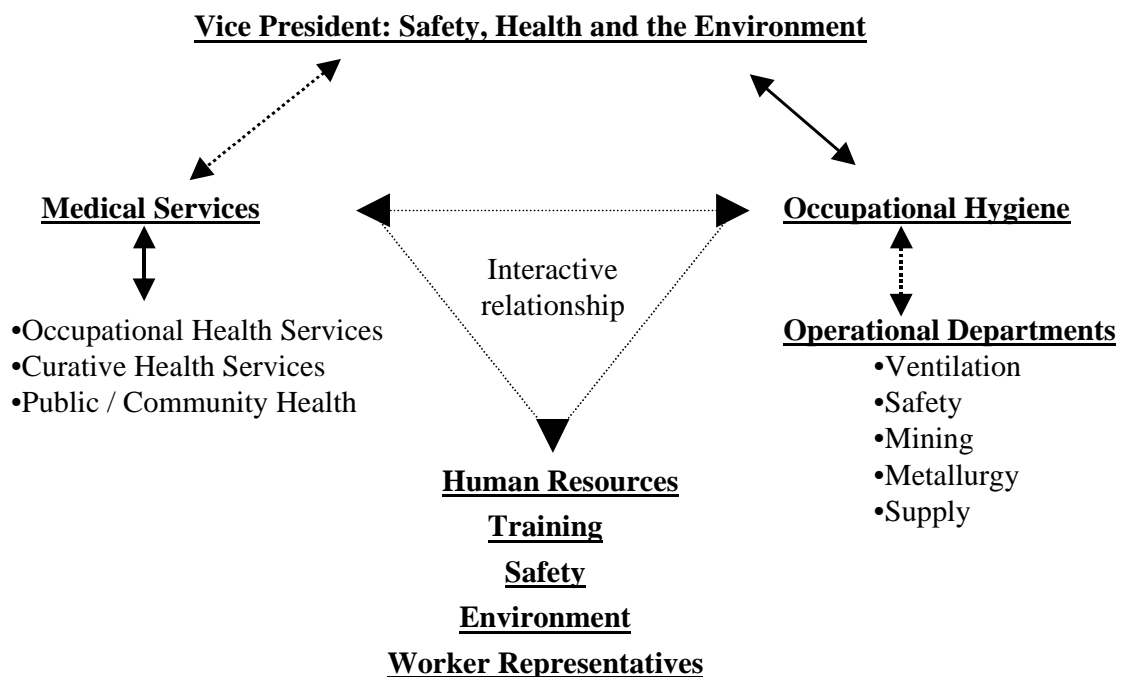 Vice President: Safety, Health and the Environment
Medical Services
Occupational Hygiene
Interactive
relationship
•Occupational Health Services
•Curative Health Services
•Public / Community Health
Operational Departments
•Ventilation
•Safety
•Mining
•Metallurgy
•Supply
Human Resources
Training
Safety
Environment
Worker Representatives